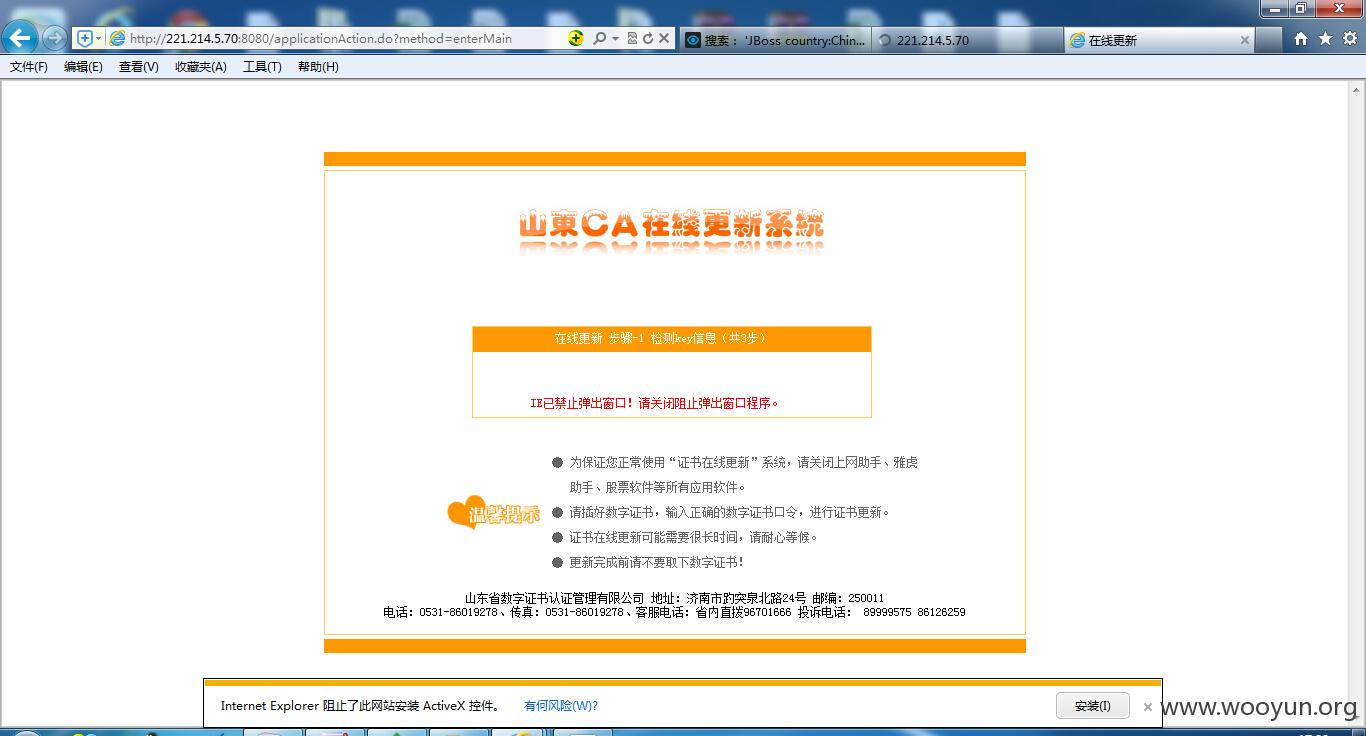 http://221.214.5.70:8080/applicationAction.do?method=enterMain
搜索： 'JBoss country:Chin...
221.214.5.70
在线更新
文件(F) 编辑(E) 查看(V) 收藏夹(A) 工具(T) 帮助(H)
山東CA在綫更新系統
在线更新 步骤-1 检测key信息（共3步）
IE已禁止弹出窗口！请关闭阻止弹出窗口程序。
为保证您正常使用“证书在线更新”系统，请关闭上网助手、雅虎
助手、股票软件等所有应用软件。
温馨提示
请插好数字证书，输入正确的数字证书口令，进行证书更新。
证书在线更新可能需要很长时间，请耐心等候。
更新完成前请不要取下数字证书！
山东省数字证书认证管理有限公司 地址：济南市趵突泉北路24号 邮编：250011
电话：0531-86019278、传真：0531-86019278、客服电话：省内直拨96701666 投诉电话： 89999575 86126259
Internet Explorer 阻止了此网站安装 ActiveX 控件。 有何风险(W)? 安装(I)
www.wooyun.org